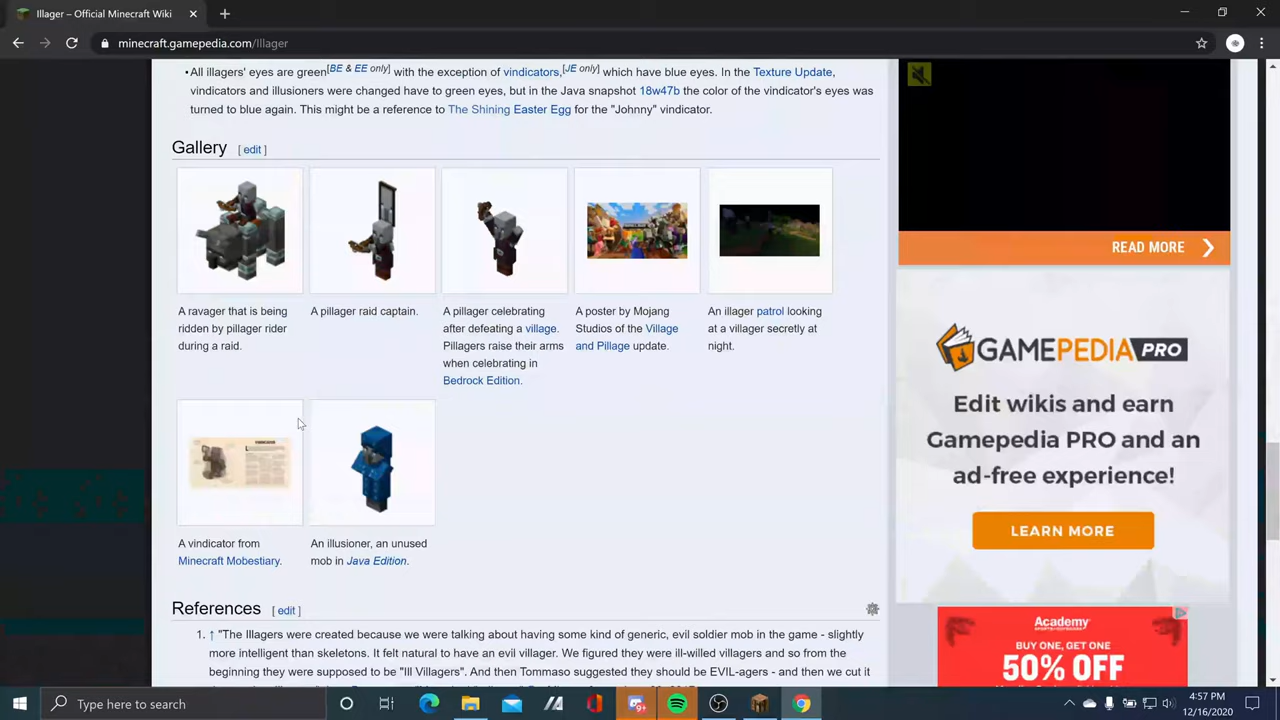 Illager – Official Minecraft Wiki
minecraft.gamepedia.com/Illager
• All illagers' eyes are green[BE & EE only] with the exception of vindicators,[JE only] which have blue eyes. In the Texture Update,
vindicators and illusioners were changed have to green eyes, but in the Java snapshot 18w47b the color of the vindicator's eyes was
turned to blue again. This might be a reference to The Shining Easter Egg for the "Johnny" vindicator.
Gallery [ edit ]
A ravager that is being
ridden by pillager rider
during a raid.
A pillager raid captain.
A pillager celebrating
after defeating a village.
Pillagers raise their arms
when celebrating in
Bedrock Edition.
A poster by Mojang
Studios of the Village
and Pillage update.
An illager patrol looking
at a villager secretly at
night.
A vindicator from
Minecraft Mobestiary.
An illusioner, an unused
mob in Java Edition.
References [ edit ]
1. ↑ "The Illagers were created because we were talking about having some kind of generic, evil soldier mob in the game - slightly
more intelligent than skeletons. It felt natural to have an evil villager. We figured they were ill-willed villagers and so from the
beginning they were supposed to be "Ill Villagers". And then Tommaso suggested they should be EVIL-agers - and then we cut it
READ MORE
GAMEPEDIA PRO
Edit wikis and earn
Gamepedia PRO and an
ad-free experience!
LEARN MORE
Academy
SPORTS+OUTDOORS
BUY ONE, GET ONE
50% OFF
Type here to search
4:57 PM
12/16/2020